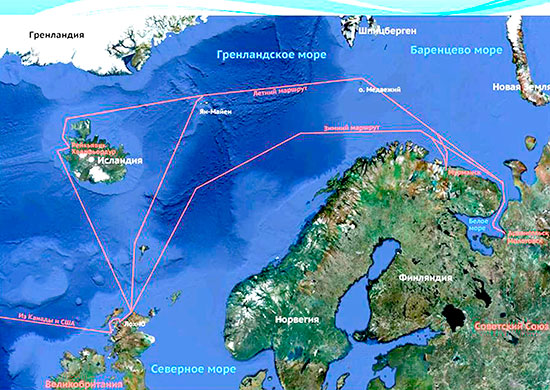 Гренландия
Шпицберген
Гренландское море
Баренцево море
Новая Земля
Летний маршрут
о. Медвежий
Ян-Майен
Зимний маршрут
Рейкьявик
Исландия
Мурманск
Белое
море
Архангельск
Финляндия
Из Канады и США
Норвегия
Советский Союз
Северное море
Великобритания